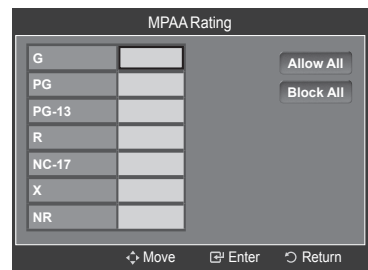 MPAA Rating
G
Allow All
PG
Block All
PG-13
R
NC-17
X
NR
Move Enter Return